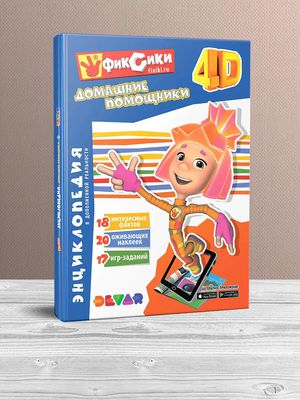 фиксики
fixiki.ru
4D
ДОМАШНИЕ
ПОМОЩНИКИ
ЭНЦИКЛОПЕДИЯ
В ДОПОЛНЕННОЙ РЕАЛЬНОСТИ
18 интересных фактов
20 оживающих наклеек
17 игр-заданий
DEVAR